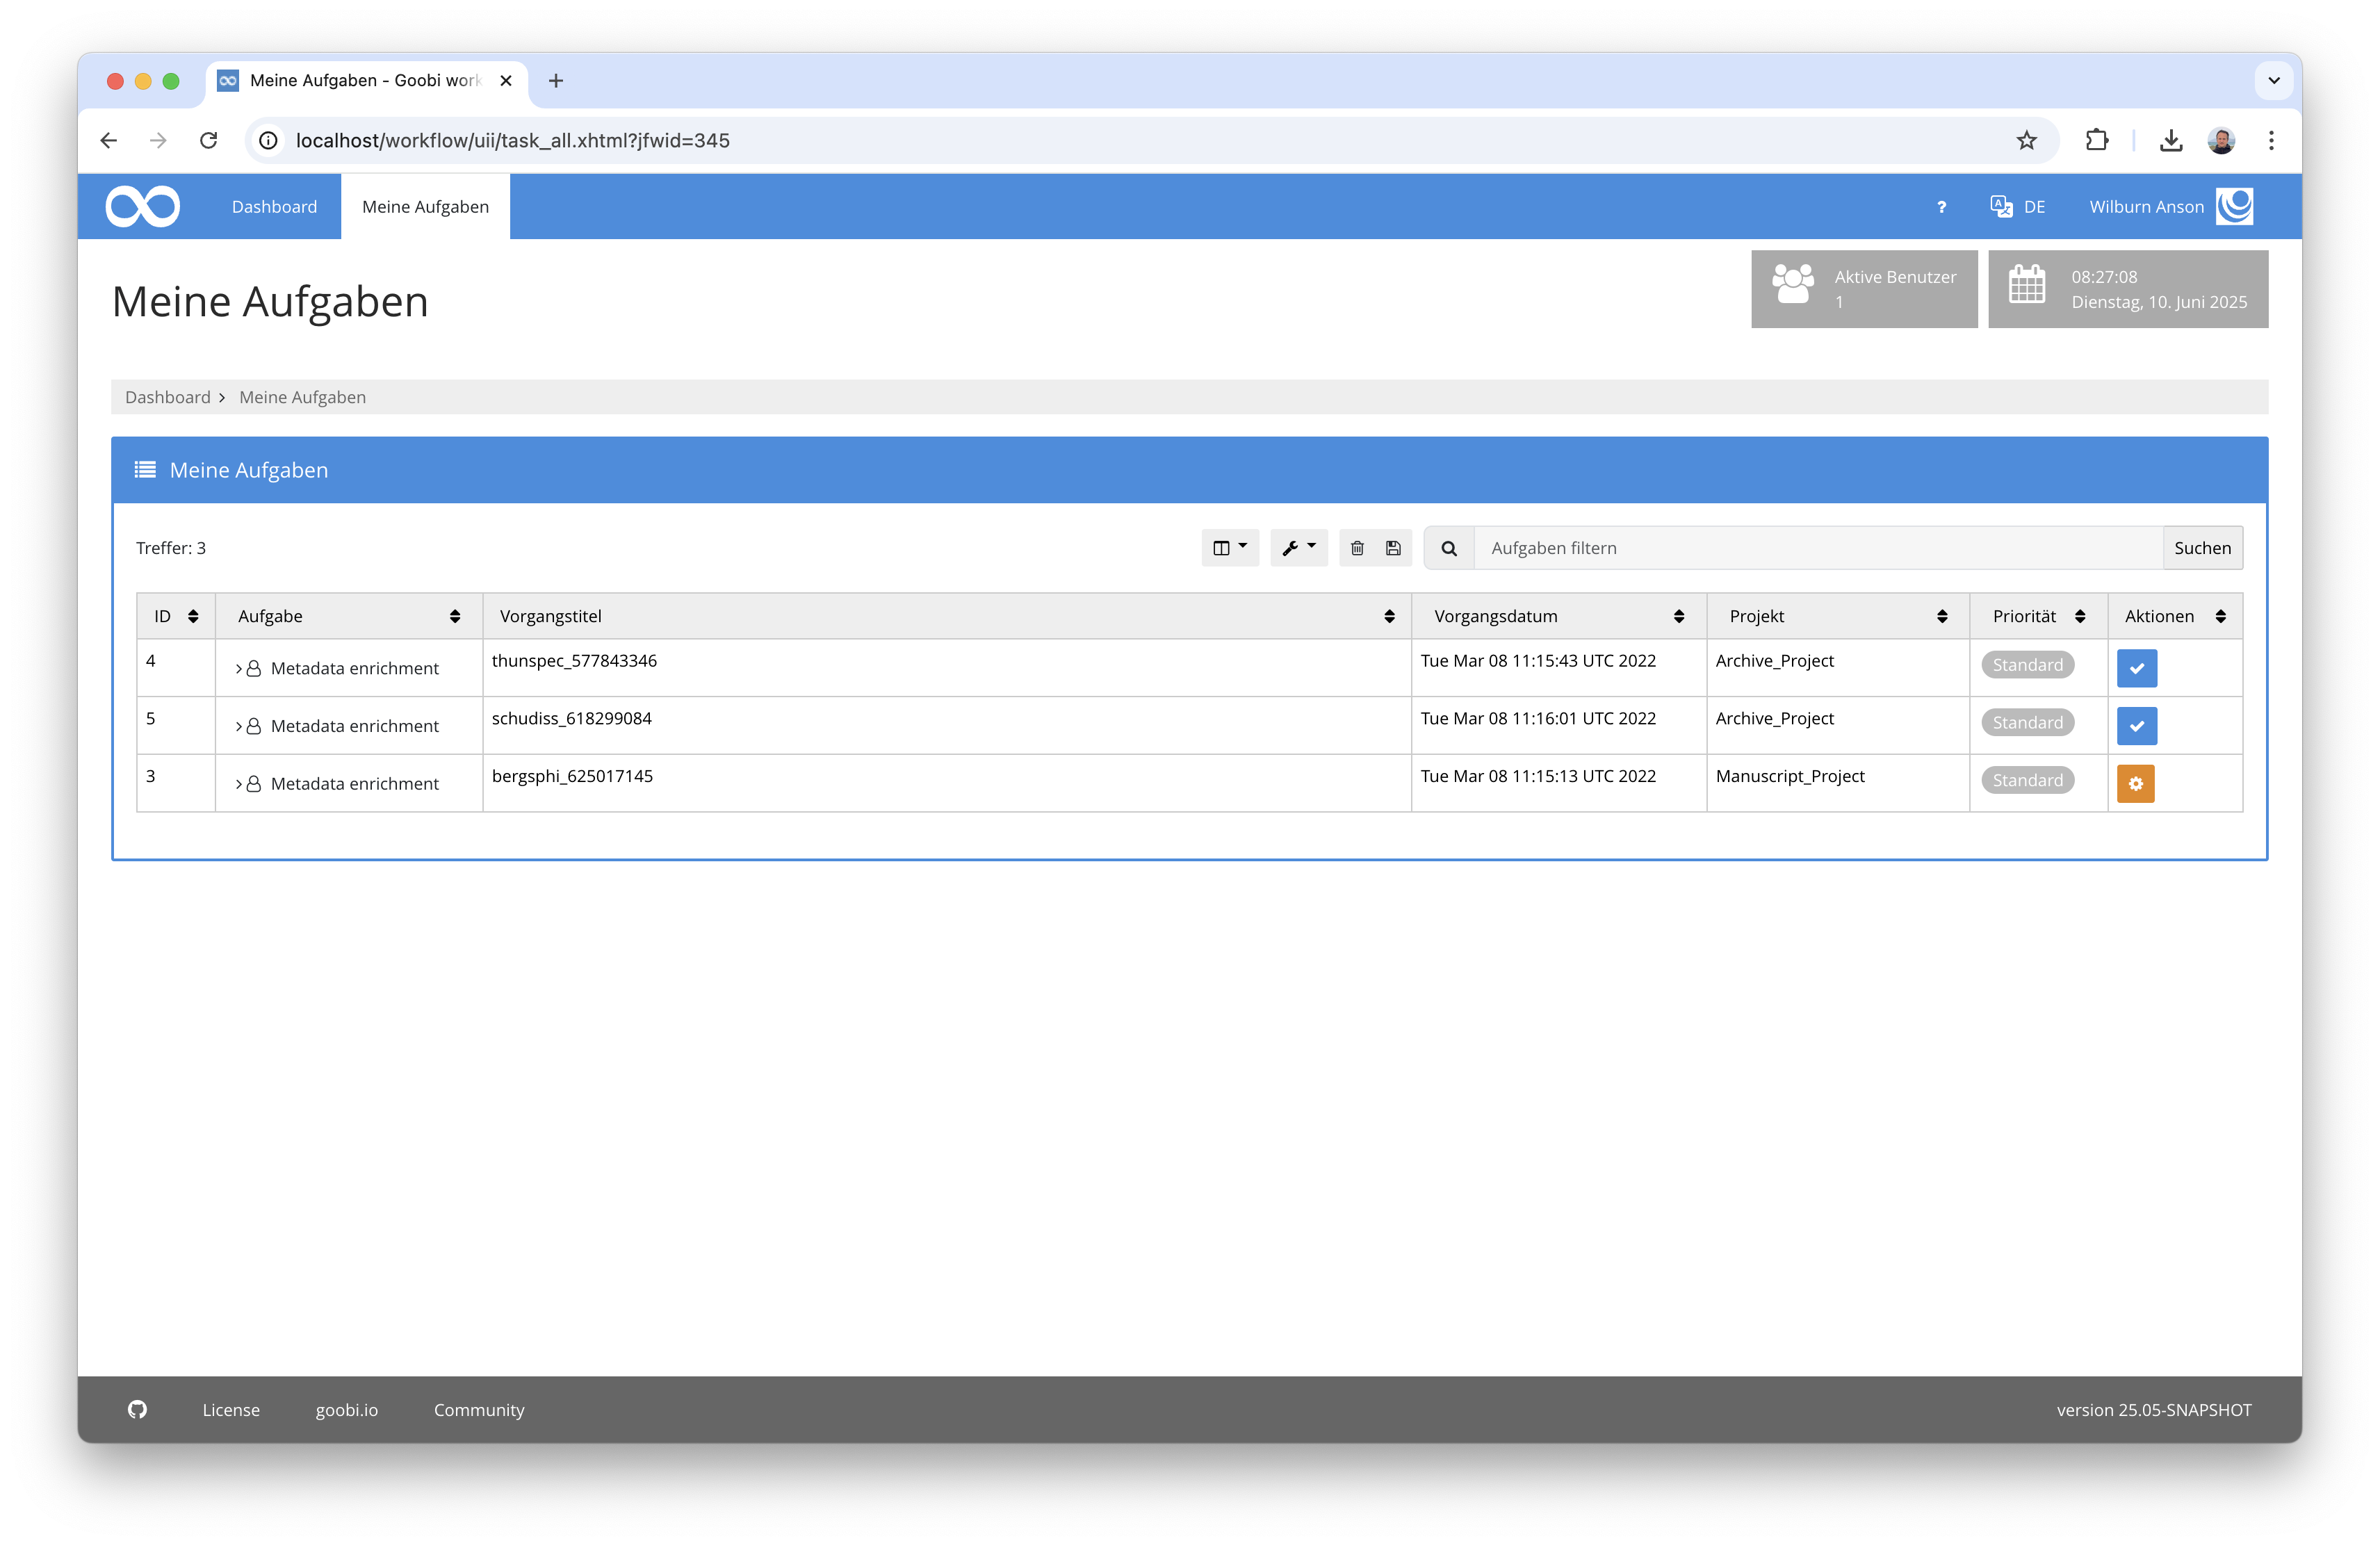 Meine Aufgaben - Goobi work
localhost/workflow/uii/task_all.xhtml?jfwid=345
Dashboard
Meine Aufgaben
?
DE
Wilburn Anson
Meine Aufgaben
Aktive Benutzer
1
08:27:08
Dienstag, 10. Juni 2025
Dashboard > Meine Aufgaben
Meine Aufgaben
Treffer: 3
Aufgaben filtern
Suchen
ID Aufgabe Vorgangstitel Vorgangsdatum Projekt Priorität Aktionen
4 Metadata enrichment thunspec_577843346 Tue Mar 08 11:15:43 UTC 2022 Archive_Project Standard
5 Metadata enrichment schudiss_618299084 Tue Mar 08 11:16:01 UTC 2022 Archive_Project Standard
3 Metadata enrichment bergsphi_625017145 Tue Mar 08 11:15:13 UTC 2022 Manuscript_Project Standard
License goobi.io Community
version 25.05-SNAPSHOT